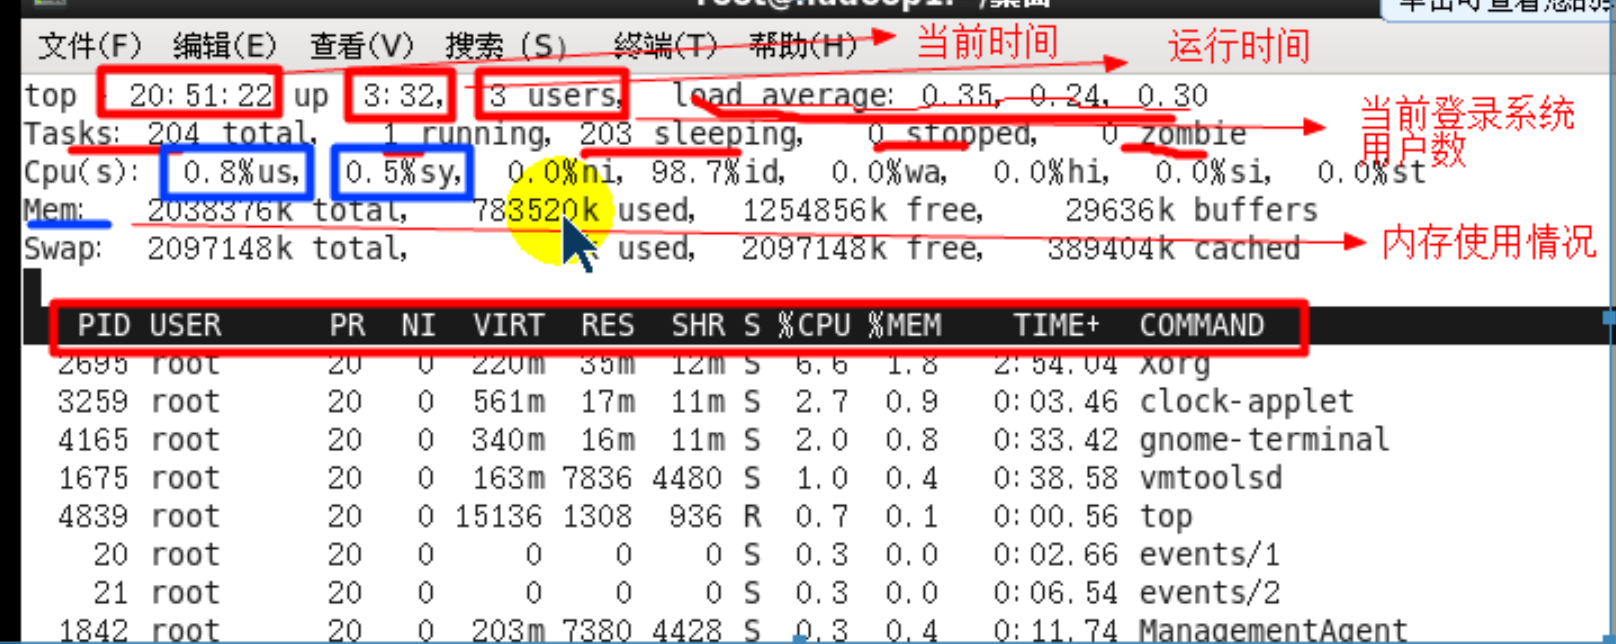 文件(F) 编辑(E) 查看(V) 搜索 (S) 终端(T) 帮助(H) 当前时间 运行时间
top - 20:51:22 up 3:32, 3 users, load average: 0.35, 0.24, 0.30
当前登录系统
用户数
Tasks: 204 total, 1 running, 203 sleeping, 0 stopped, 0 zombie
Cpu(s): 0.8%us, 0.5%sy, 0.0%ni, 98.7%id, 0.0%wa, 0.0%hi, 0.0%si, 0.0%st
Mem: 2038376k total, 783520k used, 1254856k free, 29636k buffers
Swap: 2097148k total, k used, 2097148k free, 389404k cached
内存使用情况
PID USER PR NI VIRT RES SHR S %CPU %MEM TIME+ COMMAND
2695 root 20 0 220m 35m 12m S 6.6 1.8 2:54.04 Xorg
3259 root 20 0 561m 17m 11m S 2.7 0.9 0:03.46 clock-applet
4165 root 20 0 340m 16m 11m S 2.0 0.8 0:33.42 gnome-terminal
1675 root 20 0 163m 7836 4480 S 1.0 0.4 0:38.58 vmtoolsd
4839 root 20 0 15136 1308 936 R 0.7 0.1 0:00.56 top
20 root 20 0 0 0 0 S 0.3 0.0 0:02.66 events/1
21 root 20 0 0 0 0 S 0.3 0.0 0:06.54 events/2
1842 root 20 0 203m 7380 4428 S 0.3 0.4 0:11.74 ManagementAgent